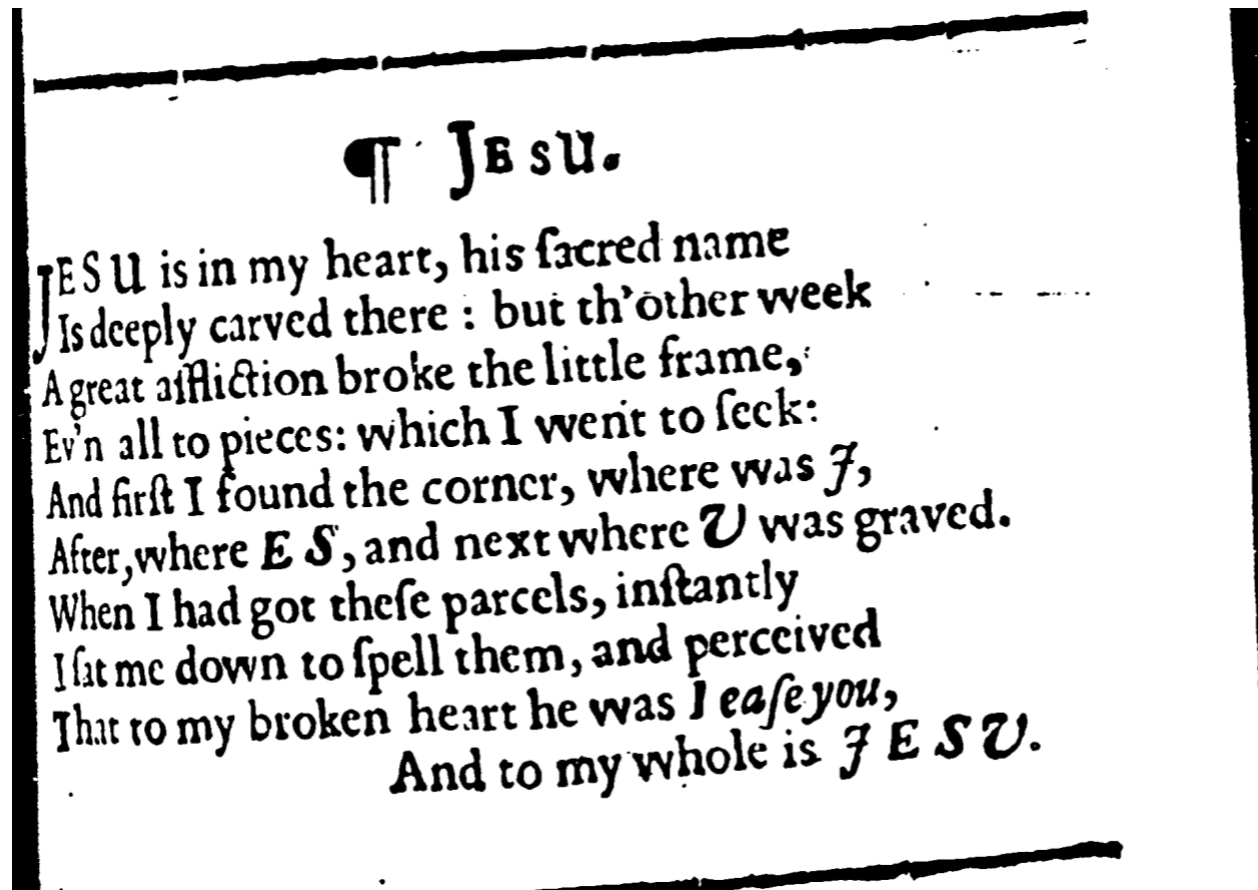 ¶ JESU.
JESU is in my heart, his ſacred name
Is deeply carved there : but th'other week
A great affliction broke the little frame,
Ev'n all to pieces: which I went to ſeek:
And firſt I found the corner, where was J,
After, where E S, and next where U was graved.
When I had got theſe parcels, inſtantly
I ſat me down to ſpell them, and perceived
That to my broken heart he was I eaſe you,
And to my whole is J E S U.